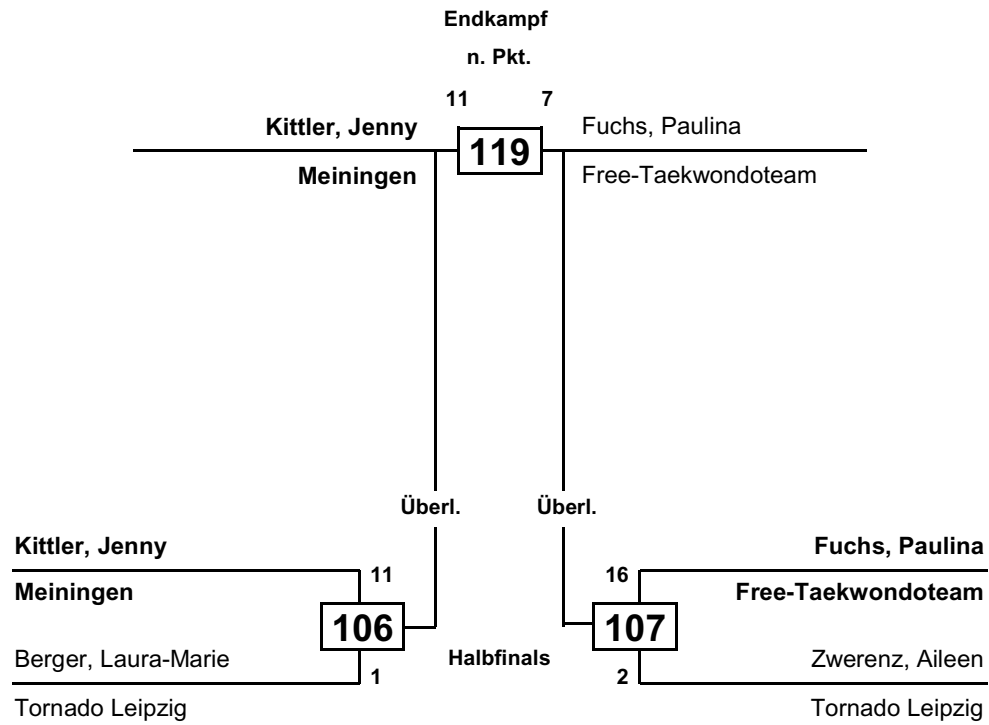 Endkampf
n. Pkt.
11 7
Kittler, Jenny Fuchs, Paulina
119
Meiningen Free-Taekwondoteam
Überl. Überl.
Kittler, Jenny Fuchs, Paulina
11 16
Meiningen Free-Taekwondoteam
106 107
Berger, Laura-Marie Halbfinals Zwerenz, Aileen
1 2
Tornado Leipzig Tornado Leipzig